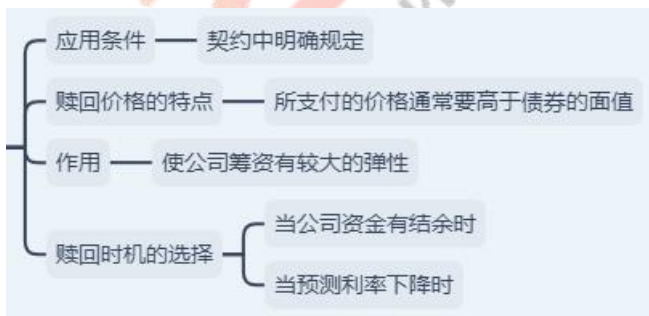 应用条件
契约中明确规定
赎回价格的特点
所支付的价格通常要高于债券的面值
作用
使公司筹资有较大的弹性
赎回时机的选择
当公司资金有结余时
当预测利率下降时